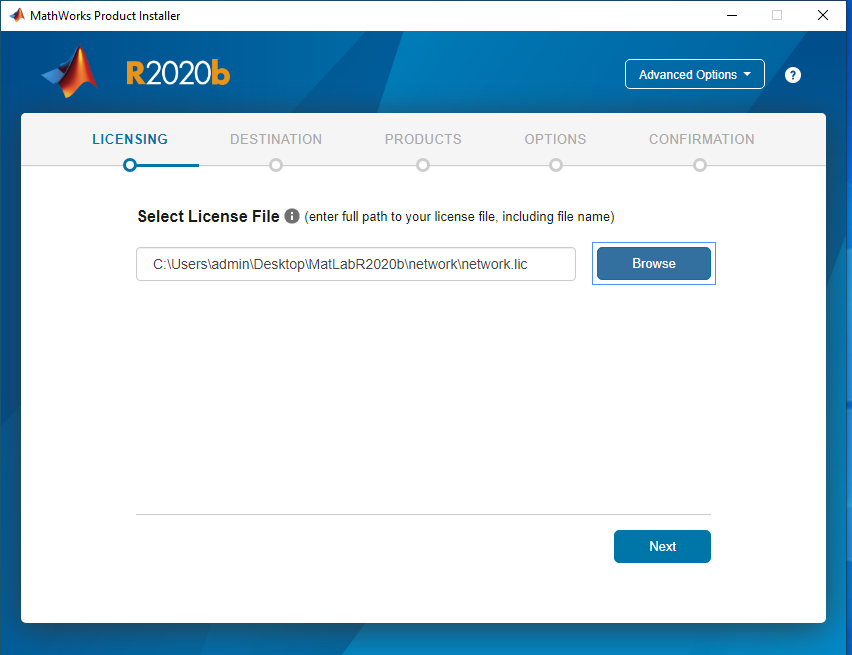 MathWorks Product Installer
R2020b
Advanced Options
?
LICENSING DESTINATION PRODUCTS OPTIONS CONFIRMATION
Select License File i (enter full path to your license file, including file name)
C:\Users\admin\Desktop\MatLabR2020b\network\network.lic
Browse
Next